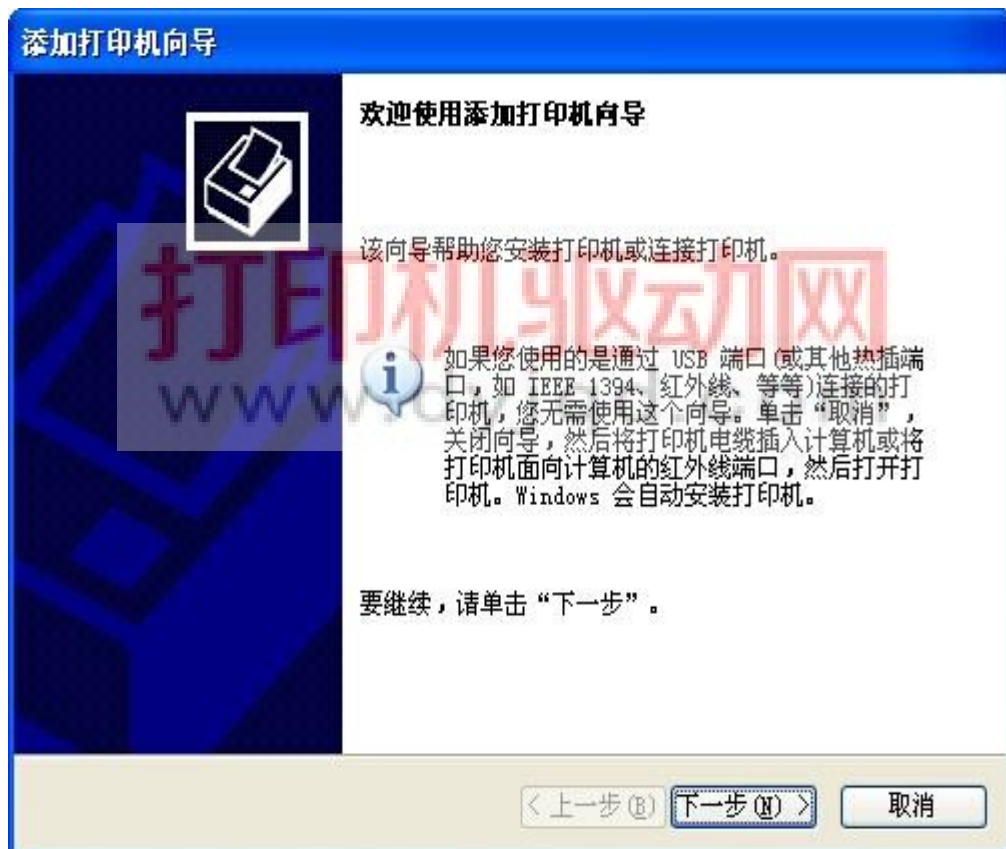 添加打印机向导
欢迎使用添加打印机向导
该向导帮助您安装打印机或连接打印机。
打印机驱动网
如果您使用的是通过 USB 端口(或其他热插端
口，如 IEEE 1394、红外线、等等)连接的打
印机，您无需使用这个向导。单击“取消”，
关闭向导，然后将打印机电缆插入计算机或将
打印机面向计算机的红外线端口，然后打开打
印机。Windows 会自动安装打印机。
要继续，请单击“下一步”。
< 上一步(B)
下一步(N) >
取消